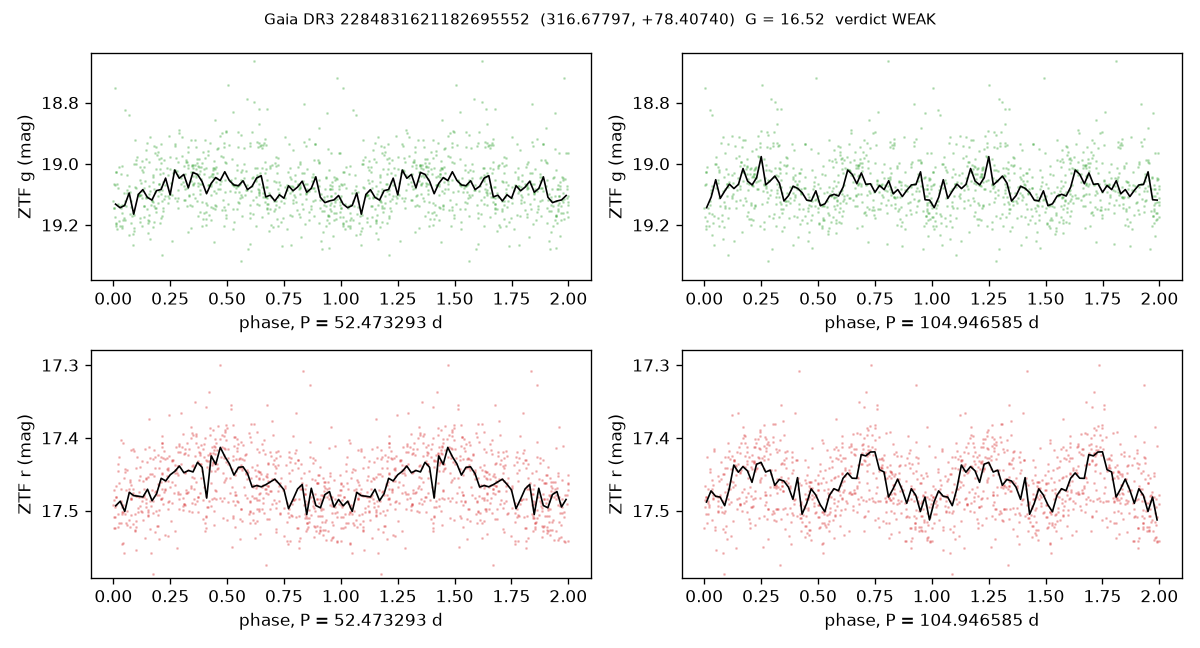 Gaia DR3 2284831621182695552  (316.67797, +78.40740)  G = 16.52  verdict WEAK
ZTF g (mag)
18.8
19.0
19.2
0.00 0.25 0.50 0.75 1.00 1.25 1.50 1.75 2.00
phase, P = 52.473293 d
ZTF g (mag)
18.8
19.0
19.2
0.00 0.25 0.50 0.75 1.00 1.25 1.50 1.75 2.00
phase, P = 104.946585 d
ZTF r (mag)
17.3
17.4
17.5
0.00 0.25 0.50 0.75 1.00 1.25 1.50 1.75 2.00
phase, P = 52.473293 d
ZTF r (mag)
17.3
17.4
17.5
0.00 0.25 0.50 0.75 1.00 1.25 1.50 1.75 2.00
phase, P = 104.946585 d